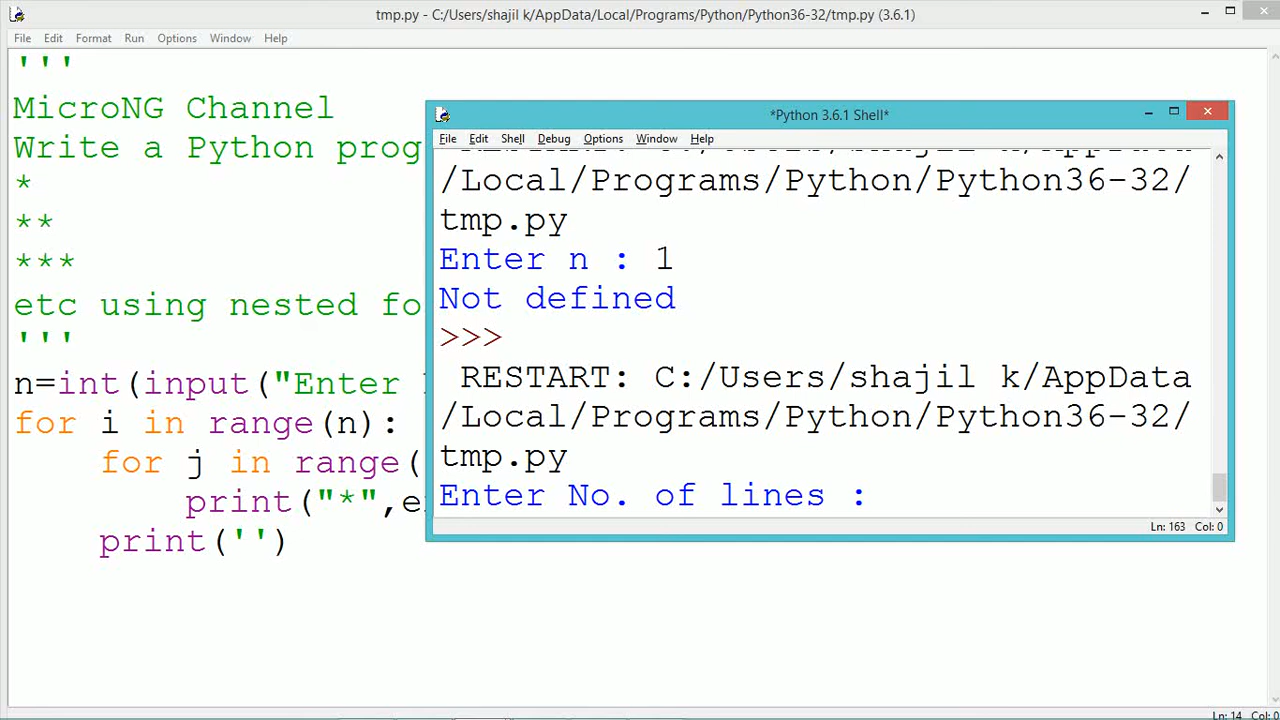 tmp.py - C:/Users/shajil k/AppData/Local/Programs/Python/Python36-32/tmp.py (3.6.1)
File Edit Format Run Options Window Help
'''
MicroNG Channel
Write a Python prog
*
**
***
etc using nested fo
'''
n=int(input("Enter
for i in range(n):
for j in range(
print("*",e
print('')
*Python 3.6.1 Shell*
File Edit Shell Debug Options Window Help
/Local/Programs/Python/Python36-32/
tmp.py
Enter n : 1
Not defined
>>>
RESTART: C:/Users/shajil k/AppData
/Local/Programs/Python/Python36-32/
tmp.py
Enter No. of lines :
Ln: 163 Col: 0
Ln: 14 Col: 0